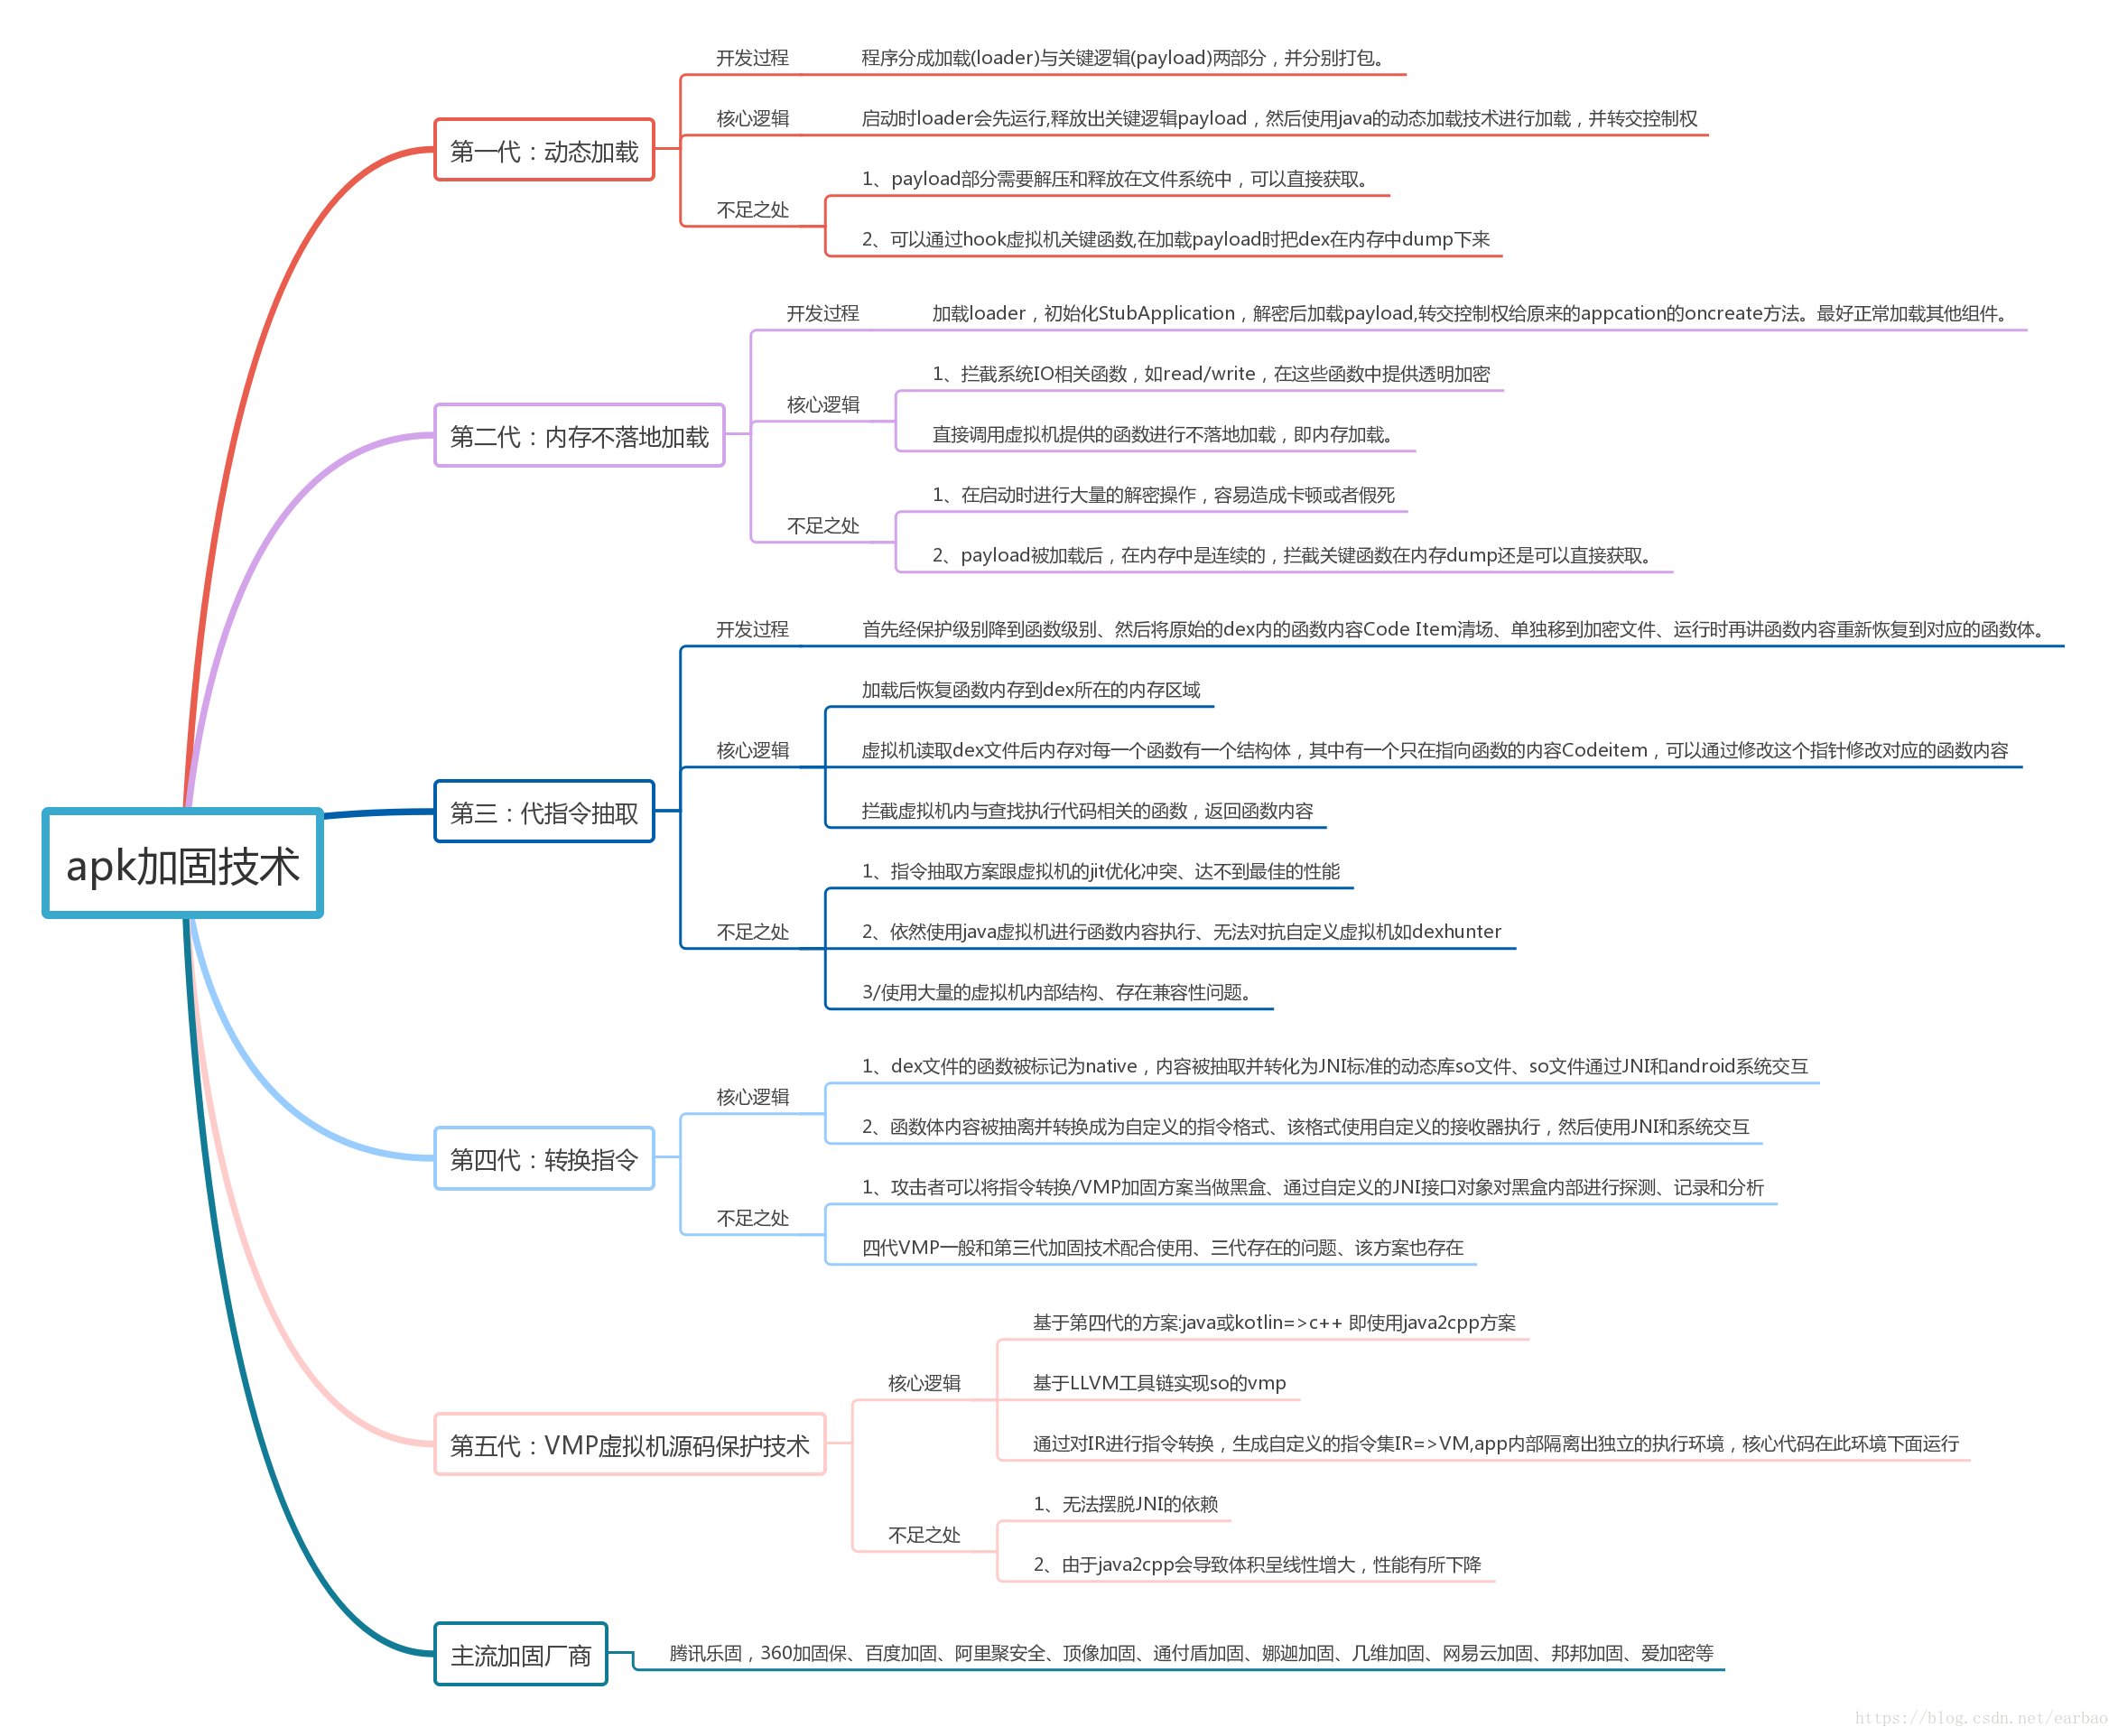 apk加固技术
第一代：动态加载
开发过程
程序分成加载(loader)与关键逻辑(payload)两部分，并分别打包。
核心逻辑
启动时loader会先运行,释放出关键逻辑payload，然后使用java的动态加载技术进行加载，并转交控制权
不足之处
1、payload部分需要解压和释放在文件系统中，可以直接获取。
2、可以通过hook虚拟机关键函数,在加载payload时把dex在内存中dump下来
第二代：内存不落地加载
开发过程
加载loader，初始化StubApplication，解密后加载payload,转交控制权给原来的appcation的oncreate方法。最好正常加载其他组件。
核心逻辑
1、拦截系统IO相关函数，如read/write，在这些函数中提供透明加密
直接调用虚拟机提供的函数进行不落地加载，即内存加载。
不足之处
1、在启动时进行大量的解密操作，容易造成卡顿或者假死
2、payload被加载后，在内存中是连续的，拦截关键函数在内存dump还是可以直接获取。
第三：代指令抽取
开发过程
首先经保护级别降到函数级别、然后将原始的dex内的函数内容Code Item清场、单独移到加密文件、运行时再讲函数内容重新恢复到对应的函数体。
核心逻辑
加载后恢复函数内存到dex所在的内存区域
虚拟机读取dex文件后内存对每一个函数有一个结构体，其中有一个只在指向函数的内容Codeitem，可以通过修改这个指针修改对应的函数内容
拦截虚拟机内与查找执行代码相关的函数，返回函数内容
不足之处
1、指令抽取方案跟虚拟机的jit优化冲突、达不到最佳的性能
2、依然使用java虚拟机进行函数内容执行、无法对抗自定义虚拟机如dexhunter
3/使用大量的虚拟机内部结构、存在兼容性问题。
第四代：转换指令
核心逻辑
1、dex文件的函数被标记为native，内容被抽取并转化为JNI标准的动态库so文件、so文件通过JNI和android系统交互
2、函数体内容被抽离并转换成为自定义的指令格式、该格式使用自定义的接收器执行，然后使用JNI和系统交互
不足之处
1、攻击者可以将指令转换/VMP加固方案当做黑盒、通过自定义的JNI接口对象对黑盒内部进行探测、记录和分析
四代VMP一般和第三代加固技术配合使用、三代存在的问题、该方案也存在
第五代：VMP虚拟机源码保护技术
核心逻辑
基于第四代的方案:java或kotlin=>c++ 即使用java2cpp方案
基于LLVM工具链实现so的vmp
通过对IR进行指令转换，生成自定义的指令集IR=>VM,app内部隔离出独立的执行环境，核心代码在此环境下面运行
不足之处
1、无法摆脱JNI的依赖
2、由于java2cpp会导致体积呈线性增大，性能有所下降
主流加固厂商
腾讯乐固，360加固保、百度加固、阿里聚安全、顶像加固、通付盾加固、娜迦加固、几维加固、网易云加固、邦邦加固、爱加密等
https://blog.csdn.net/earbao